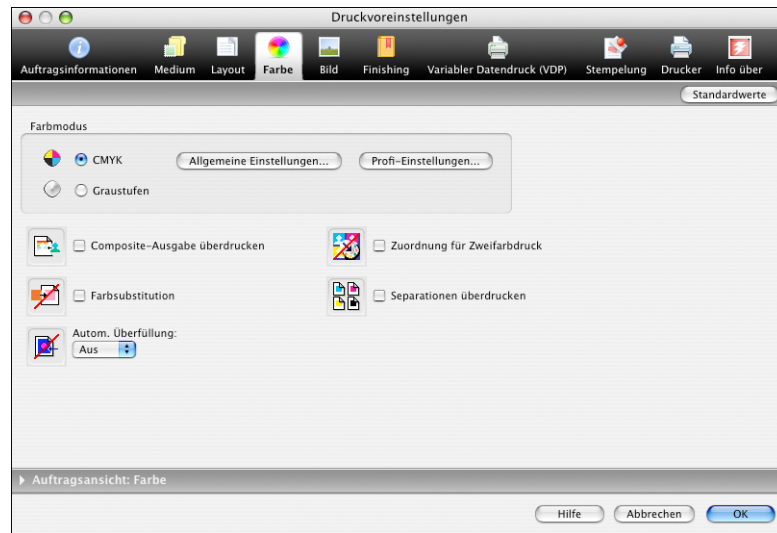 Druckvoreinstellungen
Auftragsinformationen Medium Layout Farbe Bild Finishing Variabler Datendruck (VDP) Stempelung Drucker Info über
Standardwerte
Farbmodus
CMYK Allgemeine Einstellungen... Profi-Einstellungen...
Graustufen
Composite-Ausgabe überdrucken Zuordnung für Zweifarbdruck
Farbsubstitution Separationen überdrucken
Autom. Überfüllung:
Aus
Auftragsansicht: Farbe
Hilfe Abbrechen OK